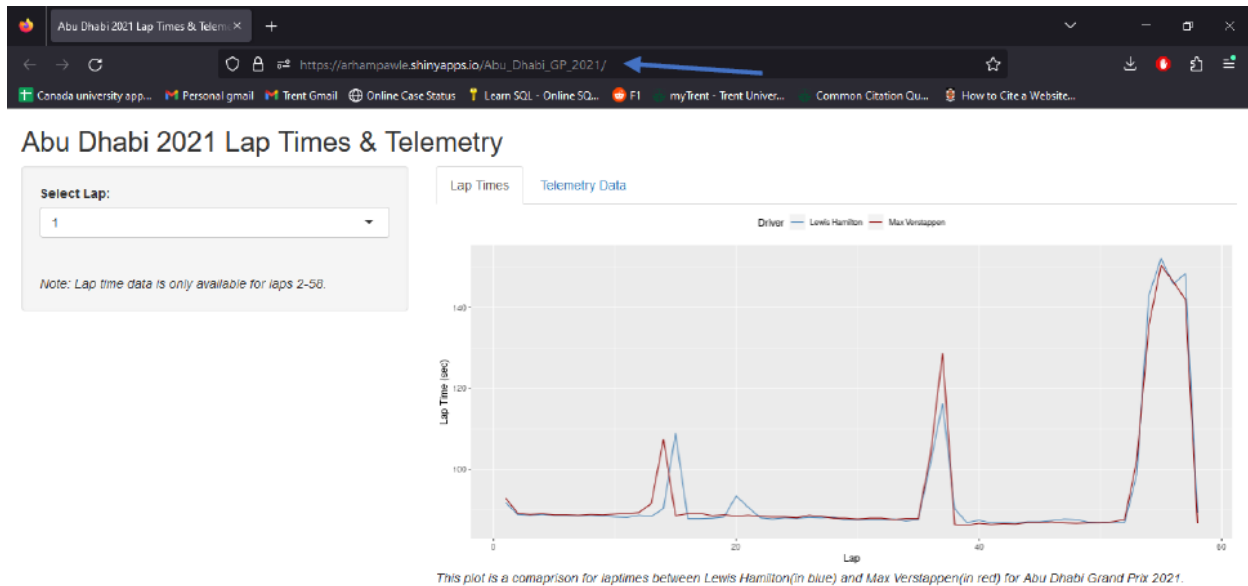 Abu Dhabi 2021 Lap Times & Telem
https://arhampawle.shinyapps.io/Abu_Dhabi_GP_2021/
Canada university app... Personal gmail Trent Gmail Online Case Status Learn SQL - Online SQ... F1 myTrent - Trent Univer... Common Citation Qu... How to Cite a Website...
Abu Dhabi 2021 Lap Times & Telemetry
Select Lap:
1
Note: Lap time data is only available for laps 2-58.
Lap Times Telemetry Data
Driver Lewis Hamilton Max Verstappen
140
120
100
Lap Time (sec)
0 20 40 60
Lap
This plot is a comaprison for laptimes between Lewis Hamilton(in blue) and Max Verstappen(in red) for Abu Dhabi Grand Prix 2021.